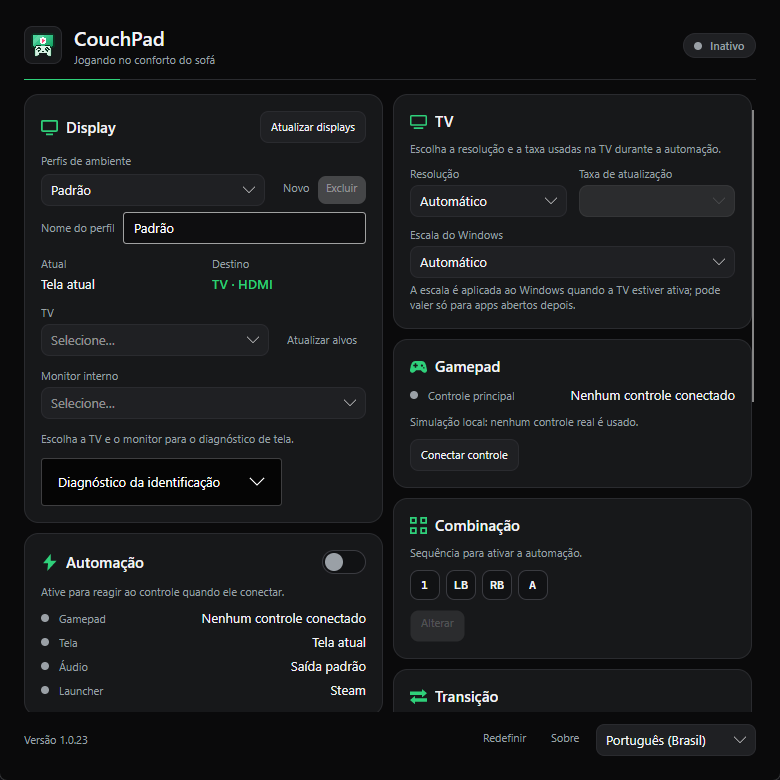 CouchPad
Jogando no conforto do sofá
Inativo
Display
Atualizar displays
Perfis de ambiente
Padrão
Novo
Excluir
Nome do perfil
Padrão
Atual
Destino
Tela atual
TV · HDMI
TV
Selecione...
Atualizar alvos
Monitor interno
Selecione...
Escolha a TV e o monitor para o diagnóstico de tela.
Diagnóstico da identificação
Automação
Ative para reagir ao controle quando ele conectar.
Gamepad
Nenhum controle conectado
Tela
Tela atual
Áudio
Saída padrão
Launcher
Steam
TV
Escolha a resolução e a taxa usadas na TV durante a automação.
Resolução
Taxa de atualização
Automático
Escala do Windows
Automático
A escala é aplicada ao Windows quando a TV estiver ativa; pode
valer só para apps abertos depois.
Gamepad
Controle principal
Nenhum controle conectado
Simulação local: nenhum controle real é usado.
Conectar controle
Combinação
Sequência para ativar a automação.
1
LB
RB
A
Alterar
Transição
Versão 1.0.23
Redefinir
Sobre
Português (Brasil)